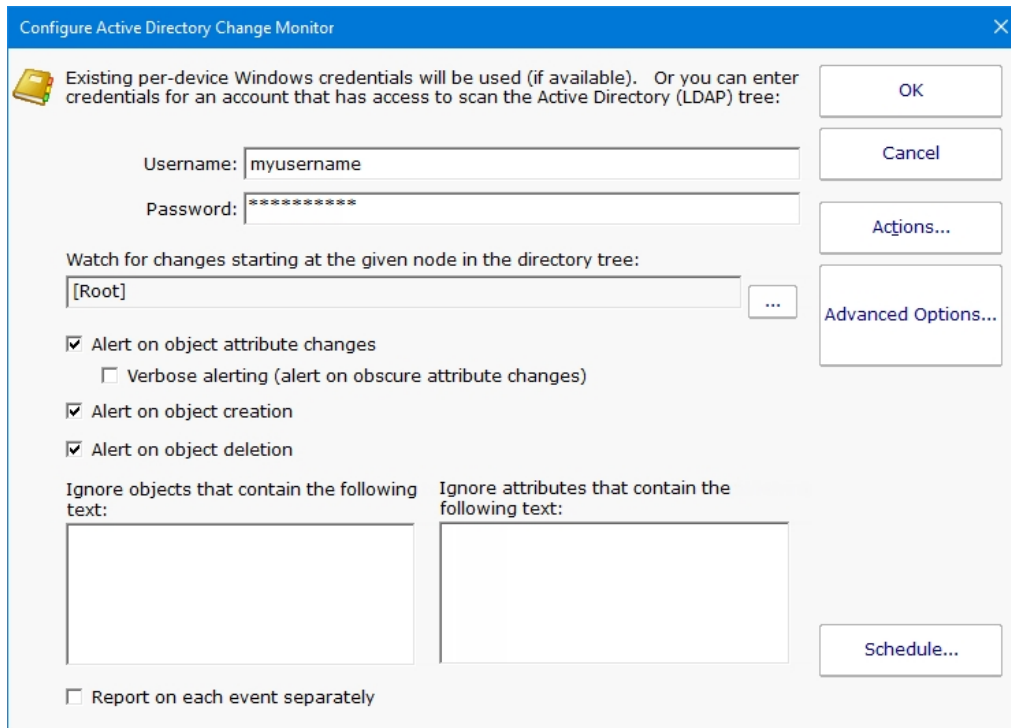 Configure Active Directory Change Monitor
Existing per-device Windows credentials will be used (if available).   Or you can enter
credentials for an account that has access to scan the Active Directory (LDAP) tree:
OK
Cancel
Username: myusername
Password: **********
Actions...
Watch for changes starting at the given node in the directory tree:
[Root]
...
Advanced Options...
Alert on object attribute changes
Verbose alerting (alert on obscure attribute changes)
Alert on object creation
Alert on object deletion
Ignore objects that contain the following
text:
Ignore attributes that contain the
following text:
Schedule...
Report on each event separately